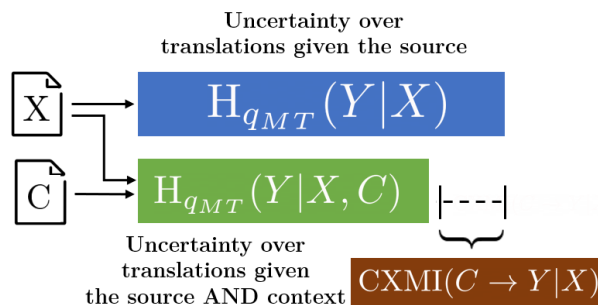 Uncertainty over
translations given the source
X
H_{q_{MT}}(Y|X)
C
H_{q_{MT}}(Y|X, C)
Uncertainty over
translations given
the source AND context
CXMI(C → Y|X)